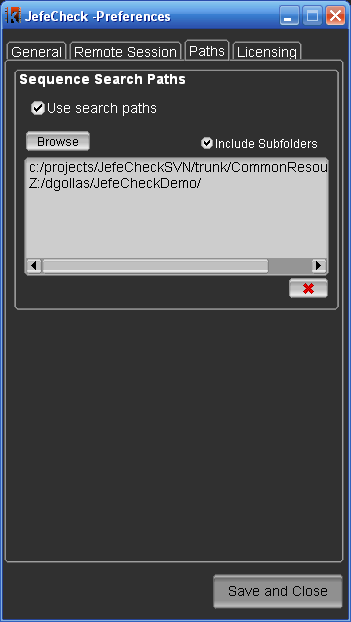 JefeCheck -Preferences
General Remote Session Paths Licensing
Sequence Search Paths
Use search paths
Browse Include Subfolders
c:/projects/JefeCheckSVN/trunk/CommonResou
Z:/dgollas/JefeCheckDemo/
Save and Close